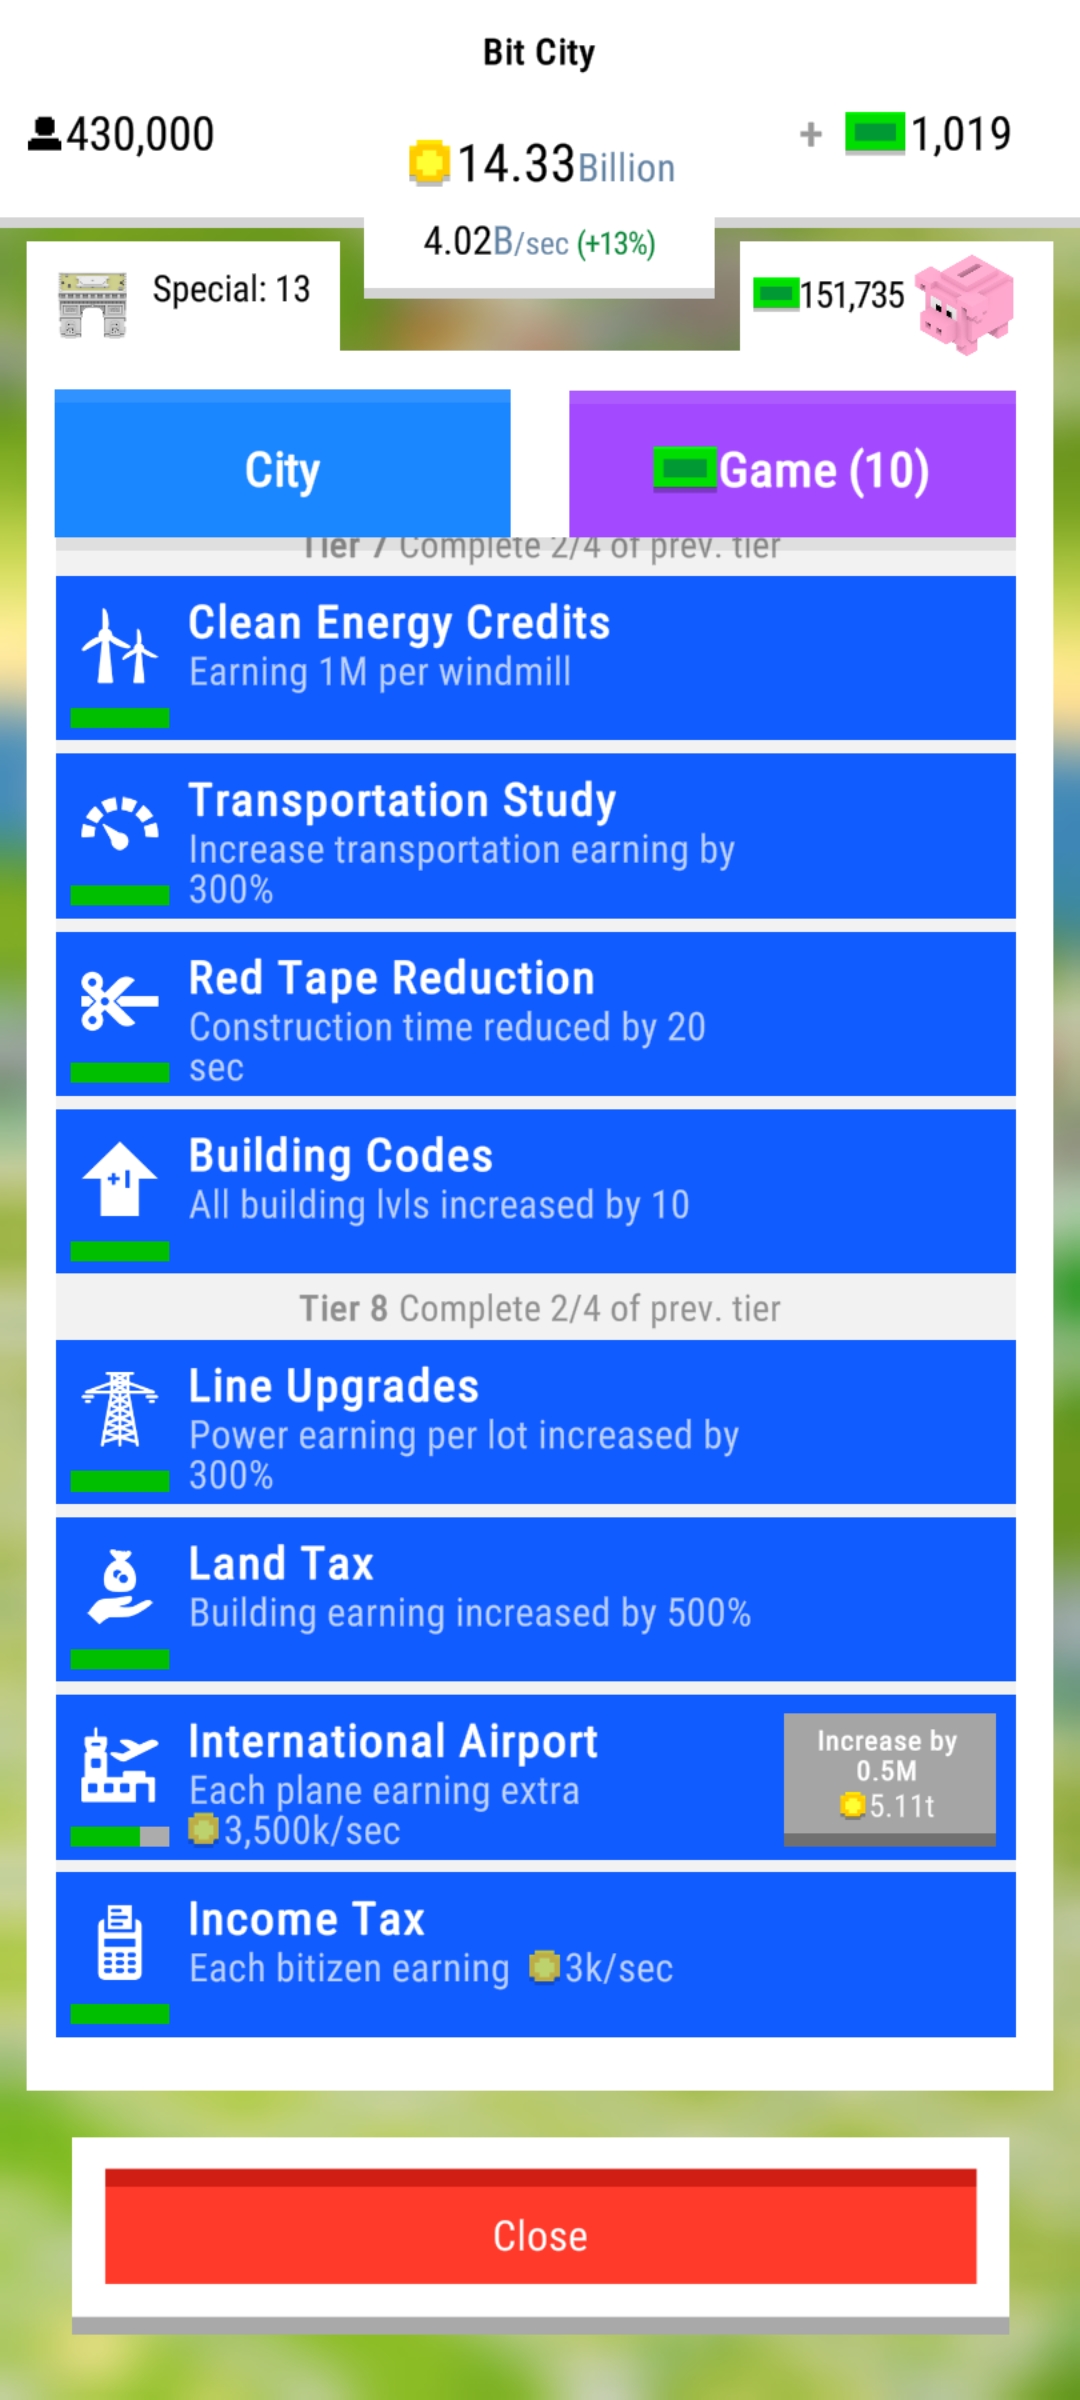 Bit City
430,000
14.33Billion
+ 1,019
4.02B/sec (+13%)
Special: 13
151,735
City
Game (10)
Tier 7 Complete 2/4 of prev. tier
Clean Energy Credits
Earning 1M per windmill
Transportation Study
Increase transportation earning by
300%
Red Tape Reduction
Construction time reduced by 20
sec
+1
Building Codes
All building lvls increased by 10
Tier 8 Complete 2/4 of prev. tier
Line Upgrades
Power earning per lot increased by
300%
Land Tax
Building earning increased by 500%
International Airport
Each plane earning extra
3,500k/sec
Increase by
0.5M
5.11t
Income Tax
Each bitizen earning 3k/sec
Close